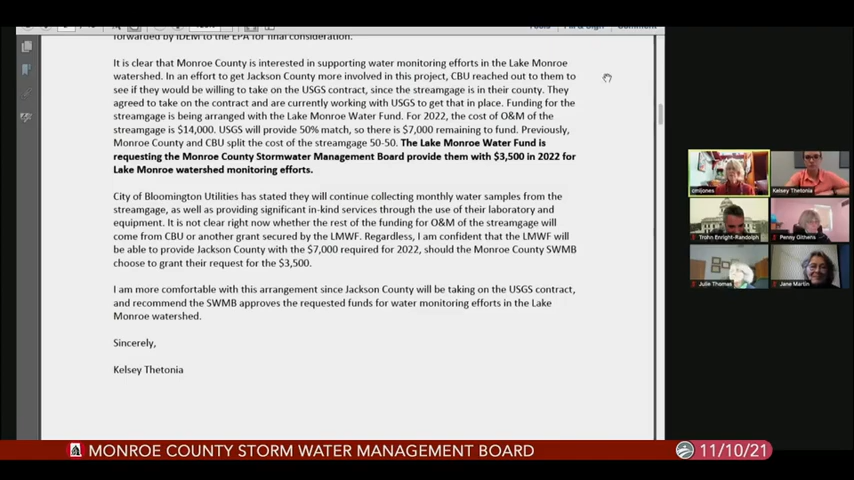 forwarded by IDEM to the EPA for final consideration.
It is clear that Monroe County is interested in supporting water monitoring efforts in the Lake Monroe
watershed. In an effort to get Jackson County more involved in this project, CBU reached out to them to
see if they would be willing to take on the USGS contract, since the streamgage is in their county. They
agreed to take on the contract and are currently working with USGS to get that in place. Funding for the
streamgage is being arranged with the Lake Monroe Water Fund. For 2022, the cost of O&M of the
streamgage is $14,000. USGS will provide 50% match, so there is $7,000 remaining to fund. Previously,
Monroe County and CBU split the cost of the streamgage 50-50. The Lake Monroe Water Fund is
requesting the Monroe County Stormwater Management Board provide them with $3,500 in 2022 for
Lake Monroe watershed monitoring efforts.
City of Bloomington Utilities has stated they will continue collecting monthly water samples from the
streamgage, as well as providing significant in-kind services through the use of their laboratory and
equipment. It is not clear right now whether the rest of the funding for O&M of the streamgage will
come from CBU or another grant secured by the LMWF. Regardless, I am confident that the LMWF will
be able to provide Jackson County with the $7,000 required for 2022, should the Monroe County SWMB
choose to grant their request for the $3,500.
I am more comfortable with this arrangement since Jackson County will be taking on the USGS contract,
and recommend the SWMB approves the requested funds for water monitoring efforts in the Lake
Monroe watershed.
Sincerely,
Kelsey Thetonia
cmljones
Kelsey Thetonia
Trohn Enright-Randolph
Penny Githens
Julie Thomas
Jane Martin
MONROE COUNTY STORM WATER MANAGEMENT BOARD
11/10/21